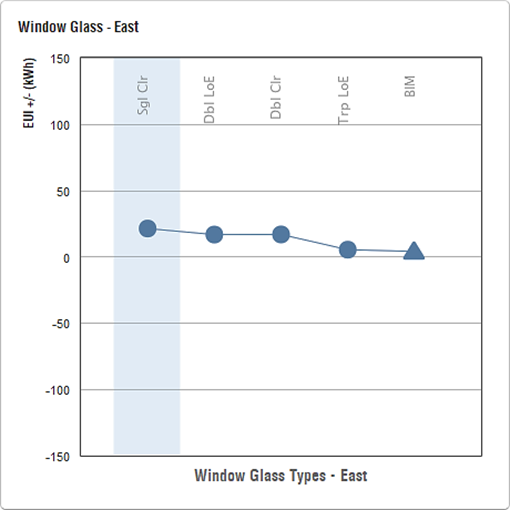 Window Glass - East
EUI +/- (kWh)
150
100
50
0
-50
-100
-150
Sgl Clr
Dbl LoE
Dbl Clr
Trp LoE
BIM
Window Glass Types - East